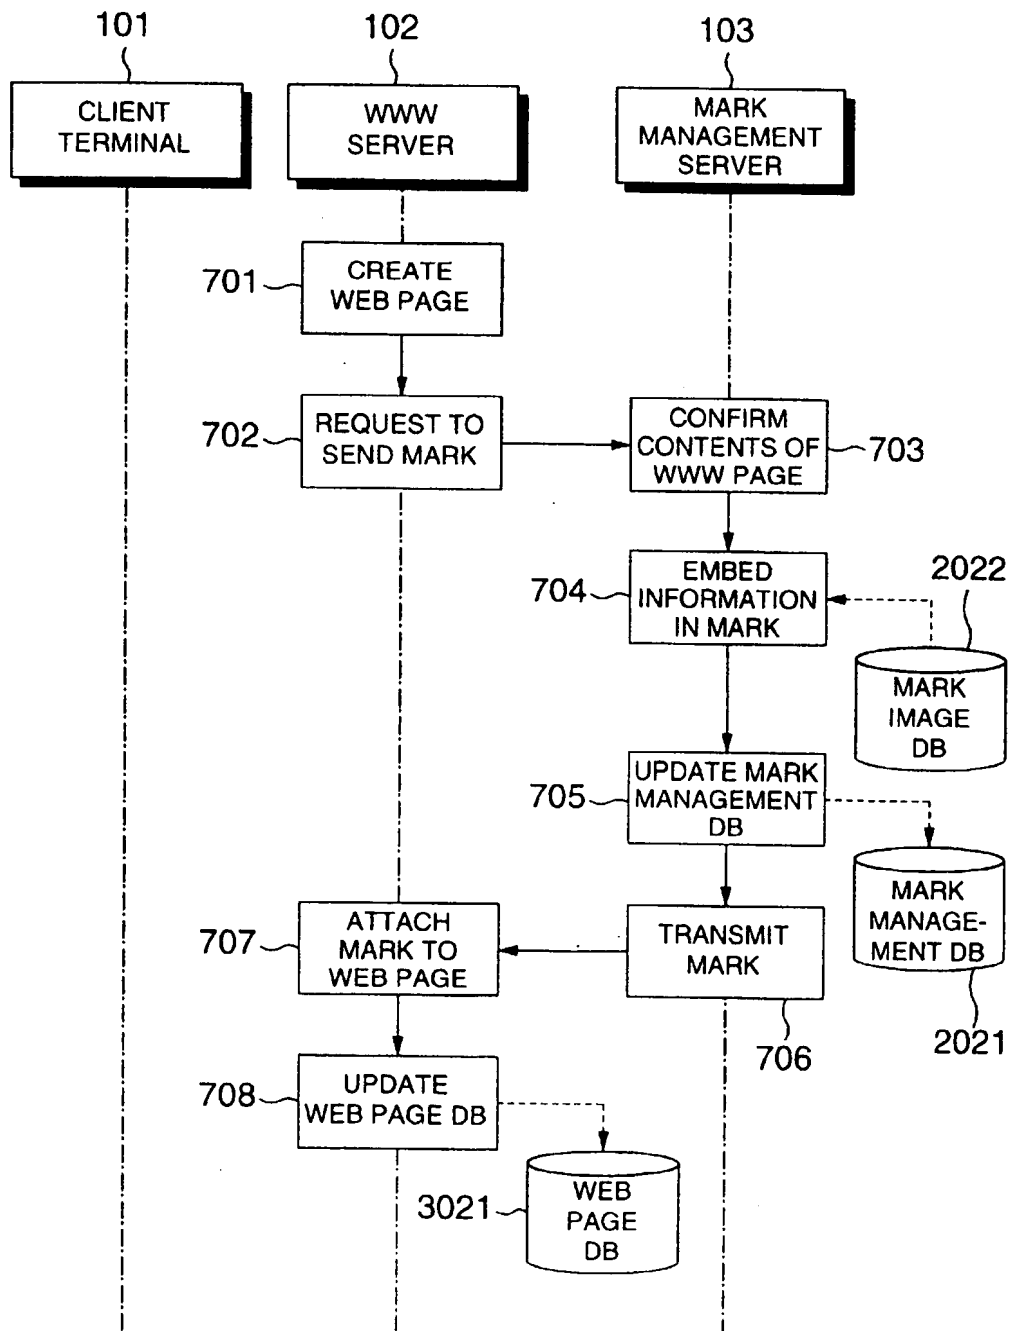 101
102
103
CLIENT
TERMINAL
WWW
SERVER
MARK
MANAGEMENT
SERVER
701
CREATE
WEB PAGE
702
REQUEST TO
SEND MARK
CONFIRM
CONTENTS OF
WWW PAGE
703
704
EMBED
INFORMATION
IN MARK
2022
MARK
IMAGE
DB
705
UPDATE MARK
MANAGEMENT
DB
MARK
MANAGE-
MENT DB
2021
707
ATTACH
MARK TO
WEB PAGE
TRANSMIT
MARK
706
708
UPDATE
WEB PAGE DB
3021
WEB
PAGE
DB